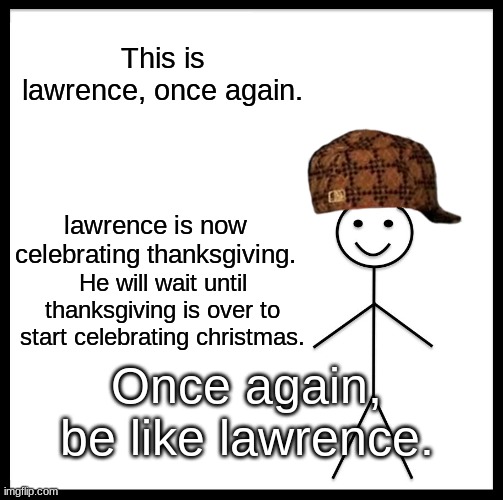 This is
lawrence, once again.
lawrence is now
celebrating thanksgiving.
He will wait until
thanksgiving is over to
start celebrating christmas.
Once again,
be like lawrence.
imgflip.com